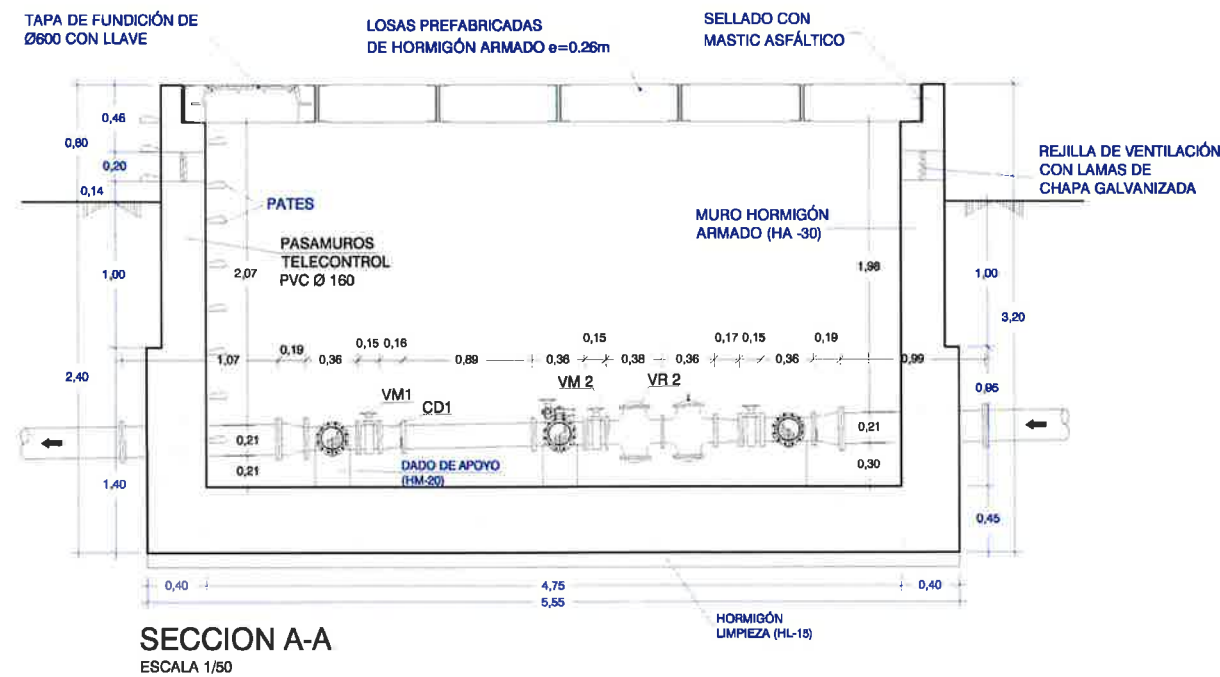 TAPA DE FUNDICIÓN DE
Ø600 CON LLAVE
LOSAS PREFABRICADAS
DE HORMIGÓN ARMADO e=0.26m
SELLADO CON
MASTIC ASFÁLTICO
0,46
0,80
0,20
0,14
REJILLA DE VENTILACIÓN
CON LAMAS DE
CHAPA GALVANIZADA
PATES
MURO HORMIGÓN
ARMADO (HA -30)
PASAMUROS
TELECONTROL
PVC Ø 160
1,00
2,07
1,98
1,00
3,20
2,40
1,07
0,19
0,36
0,15
0,16
0,89
0,36
0,15
0,38
0,36
0,17
0,15
0,36
0,19
0,99
0,95
VM1
CD1
VM 2
VR 2
0,21
0,21
0,21
0,30
DADO DE APOYO
(HM-20)
1,40
0,45
0,40
4,75
0,40
5,55
HORMIGÓN
LIMPIEZA (HL-15)
SECCION A-A
ESCALA 1/50